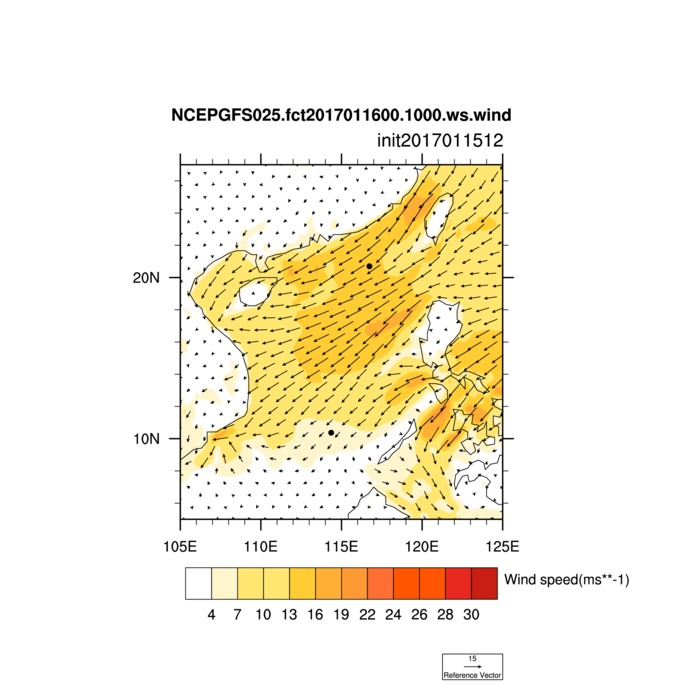 NCEPGFS025.fct2017011600.1000.ws.wind
init2017011512
20N
10N
105E 110E 115E 120E 125E
Wind speed(ms**-1)
4 7 10 13 16 19 22 24 26 28 30
15
Reference Vector